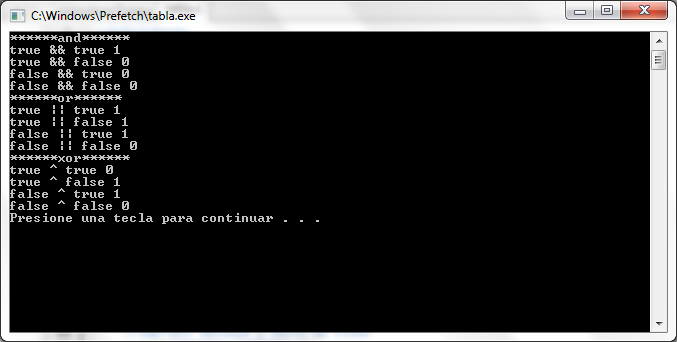 C:\Windows\Prefetch\tabla.exe
******and******
true && true 1
true && false 0
false && true 0
false && false 0
******or******
true || true 1
true || false 1
false || true 1
false || false 0
******xor******
true ^ true 0
true ^ false 1
false ^ true 1
false ^ false 0
Presione una tecla para continuar . . .